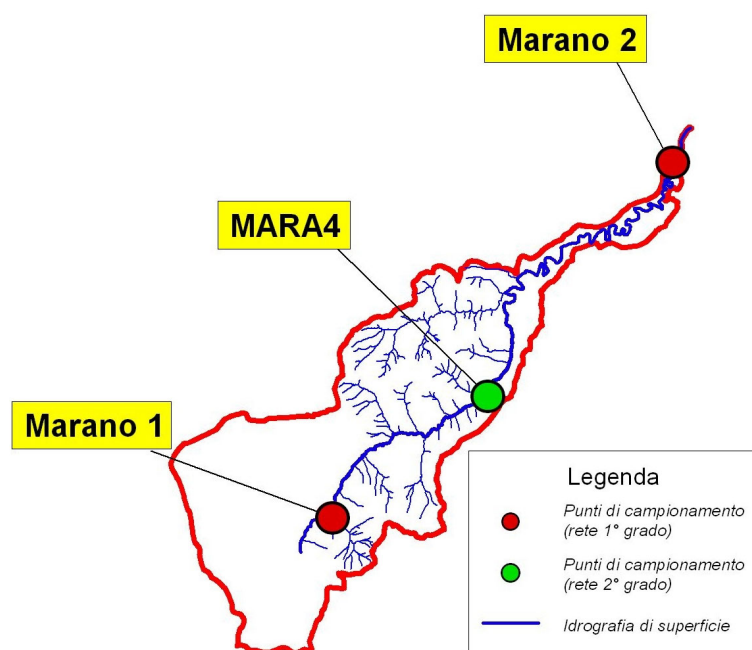 Marano 2
MARA4
Marano 1
Legenda
Punti di campionamento
(rete 1° grado)
Punti di campionamento
(rete 2° grado)
Idrografia di superficie